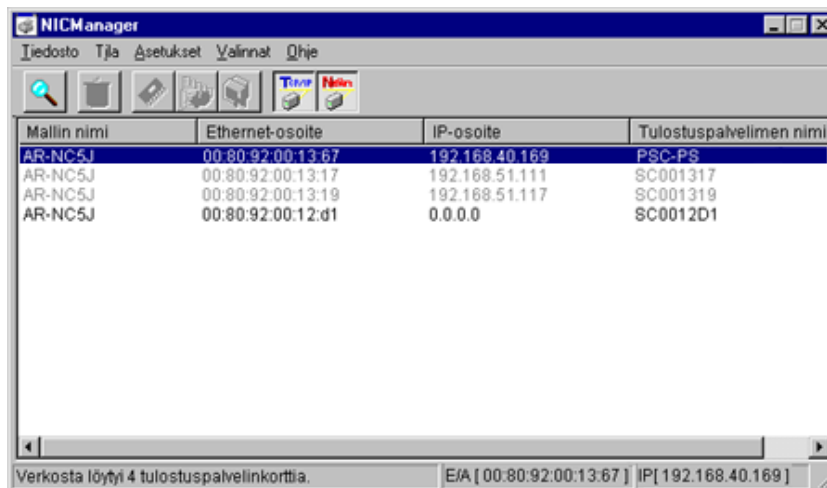 NICManager
Tiedosto Tila Asetukset Valinnat Ohje
Mallin nimi Ethernet-osoite IP-osoite Tulostuspalvelimen nimi
AR-NC5J 00:80:92:00:13:67 192.168.40.169 PSC-PS
AR-NC5J 00:80:92:00:13:17 192.168.51.111 SC001317
AR-NC5J 00:80:92:00:13:19 192.168.51.117 SC001319
AR-NC5J 00:80:92:00:12:d1 0.0.0.0 SC0012D1
Verkosta löytyi 4 tulostuspalvelinkorttia. E/A [ 00:80:92:00:13:67 ] IP[ 192.168.40.169 ]